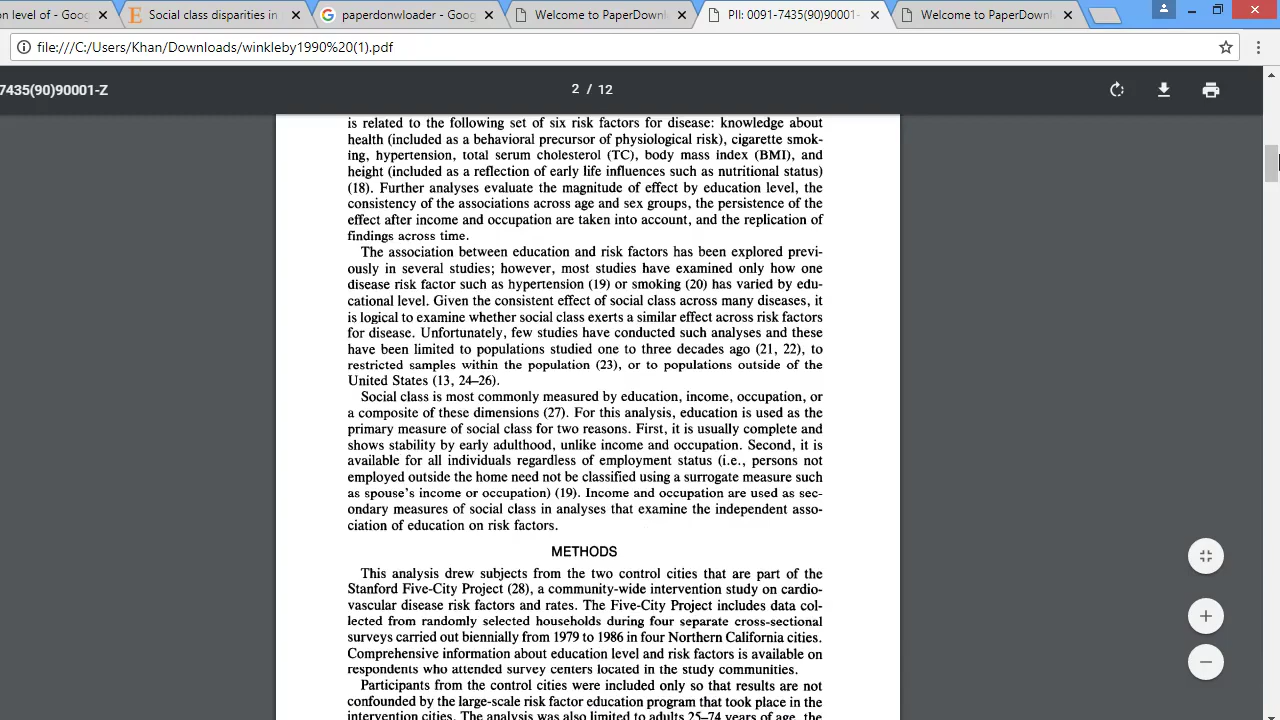 on level of - Goog
Social class disparities in
paperdonwloader - Goog
Welcome to PaperDownl
PII: 0091-7435(90)90001-
Welcome to PaperDownl
file:///C:/Users/Khan/Downloads/winkleby1990%20(1).pdf
7435(90)90001-Z
2 / 12
is related to the following set of six risk factors for disease: knowledge about
health (included as a behavioral precursor of physiological risk), cigarette smok-
ing, hypertension, total serum cholesterol (TC), body mass index (BMI), and
height (included as a reflection of early life influences such as nutritional status)
(18). Further analyses evaluate the magnitude of effect by education level, the
consistency of the associations across age and sex groups, the persistence of the
effect after income and occupation are taken into account, and the replication of
findings across time.
The association between education and risk factors has been explored previ-
ously in several studies; however, most studies have examined only how one
disease risk factor such as hypertension (19) or smoking (20) has varied by edu-
cational level. Given the consistent effect of social class across many diseases, it
is logical to examine whether social class exerts a similar effect across risk factors
for disease. Unfortunately, few studies have conducted such analyses and these
have been limited to populations studied one to three decades ago (21, 22), to
restricted samples within the population (23), or to populations outside of the
United States (13, 24–26).
Social class is most commonly measured by education, income, occupation, or
a composite of these dimensions (27). For this analysis, education is used as the
primary measure of social class for two reasons. First, it is usually complete and
shows stability by early adulthood, unlike income and occupation. Second, it is
available for all individuals regardless of employment status (i.e., persons not
employed outside the home need not be classified using a surrogate measure such
as spouse's income or occupation) (19). Income and occupation are used as sec-
ondary measures of social class in analyses that examine the independent asso-
ciation of education on risk factors.
METHODS
This analysis drew subjects from the two control cities that are part of the
Stanford Five-City Project (28), a community-wide intervention study on cardio-
vascular disease risk factors and rates. The Five-City Project includes data col-
lected from randomly selected households during four separate cross-sectional
surveys carried out biennially from 1979 to 1986 in four Northern California cities.
Comprehensive information about education level and risk factors is available on
respondents who attended survey centers located in the study communities.
Participants from the control cities were included only so that results are not
confounded by the large-scale risk factor education program that took place in the
intervention cities. The analysis was also limited to adults 25–74 years of age, the